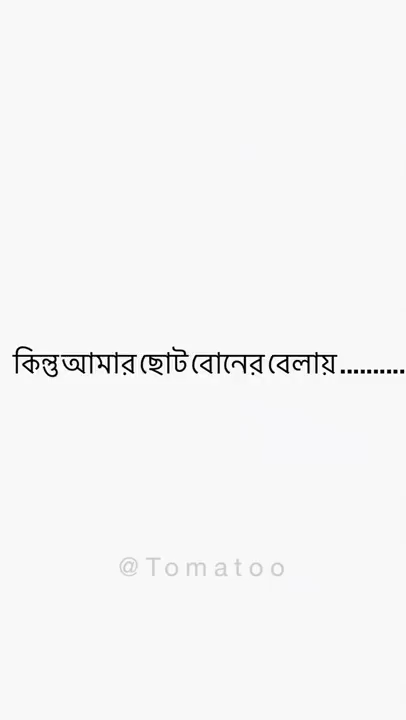 কিন্তু আমার ছোট বোনের বেলায় ..........
@Tomatoo